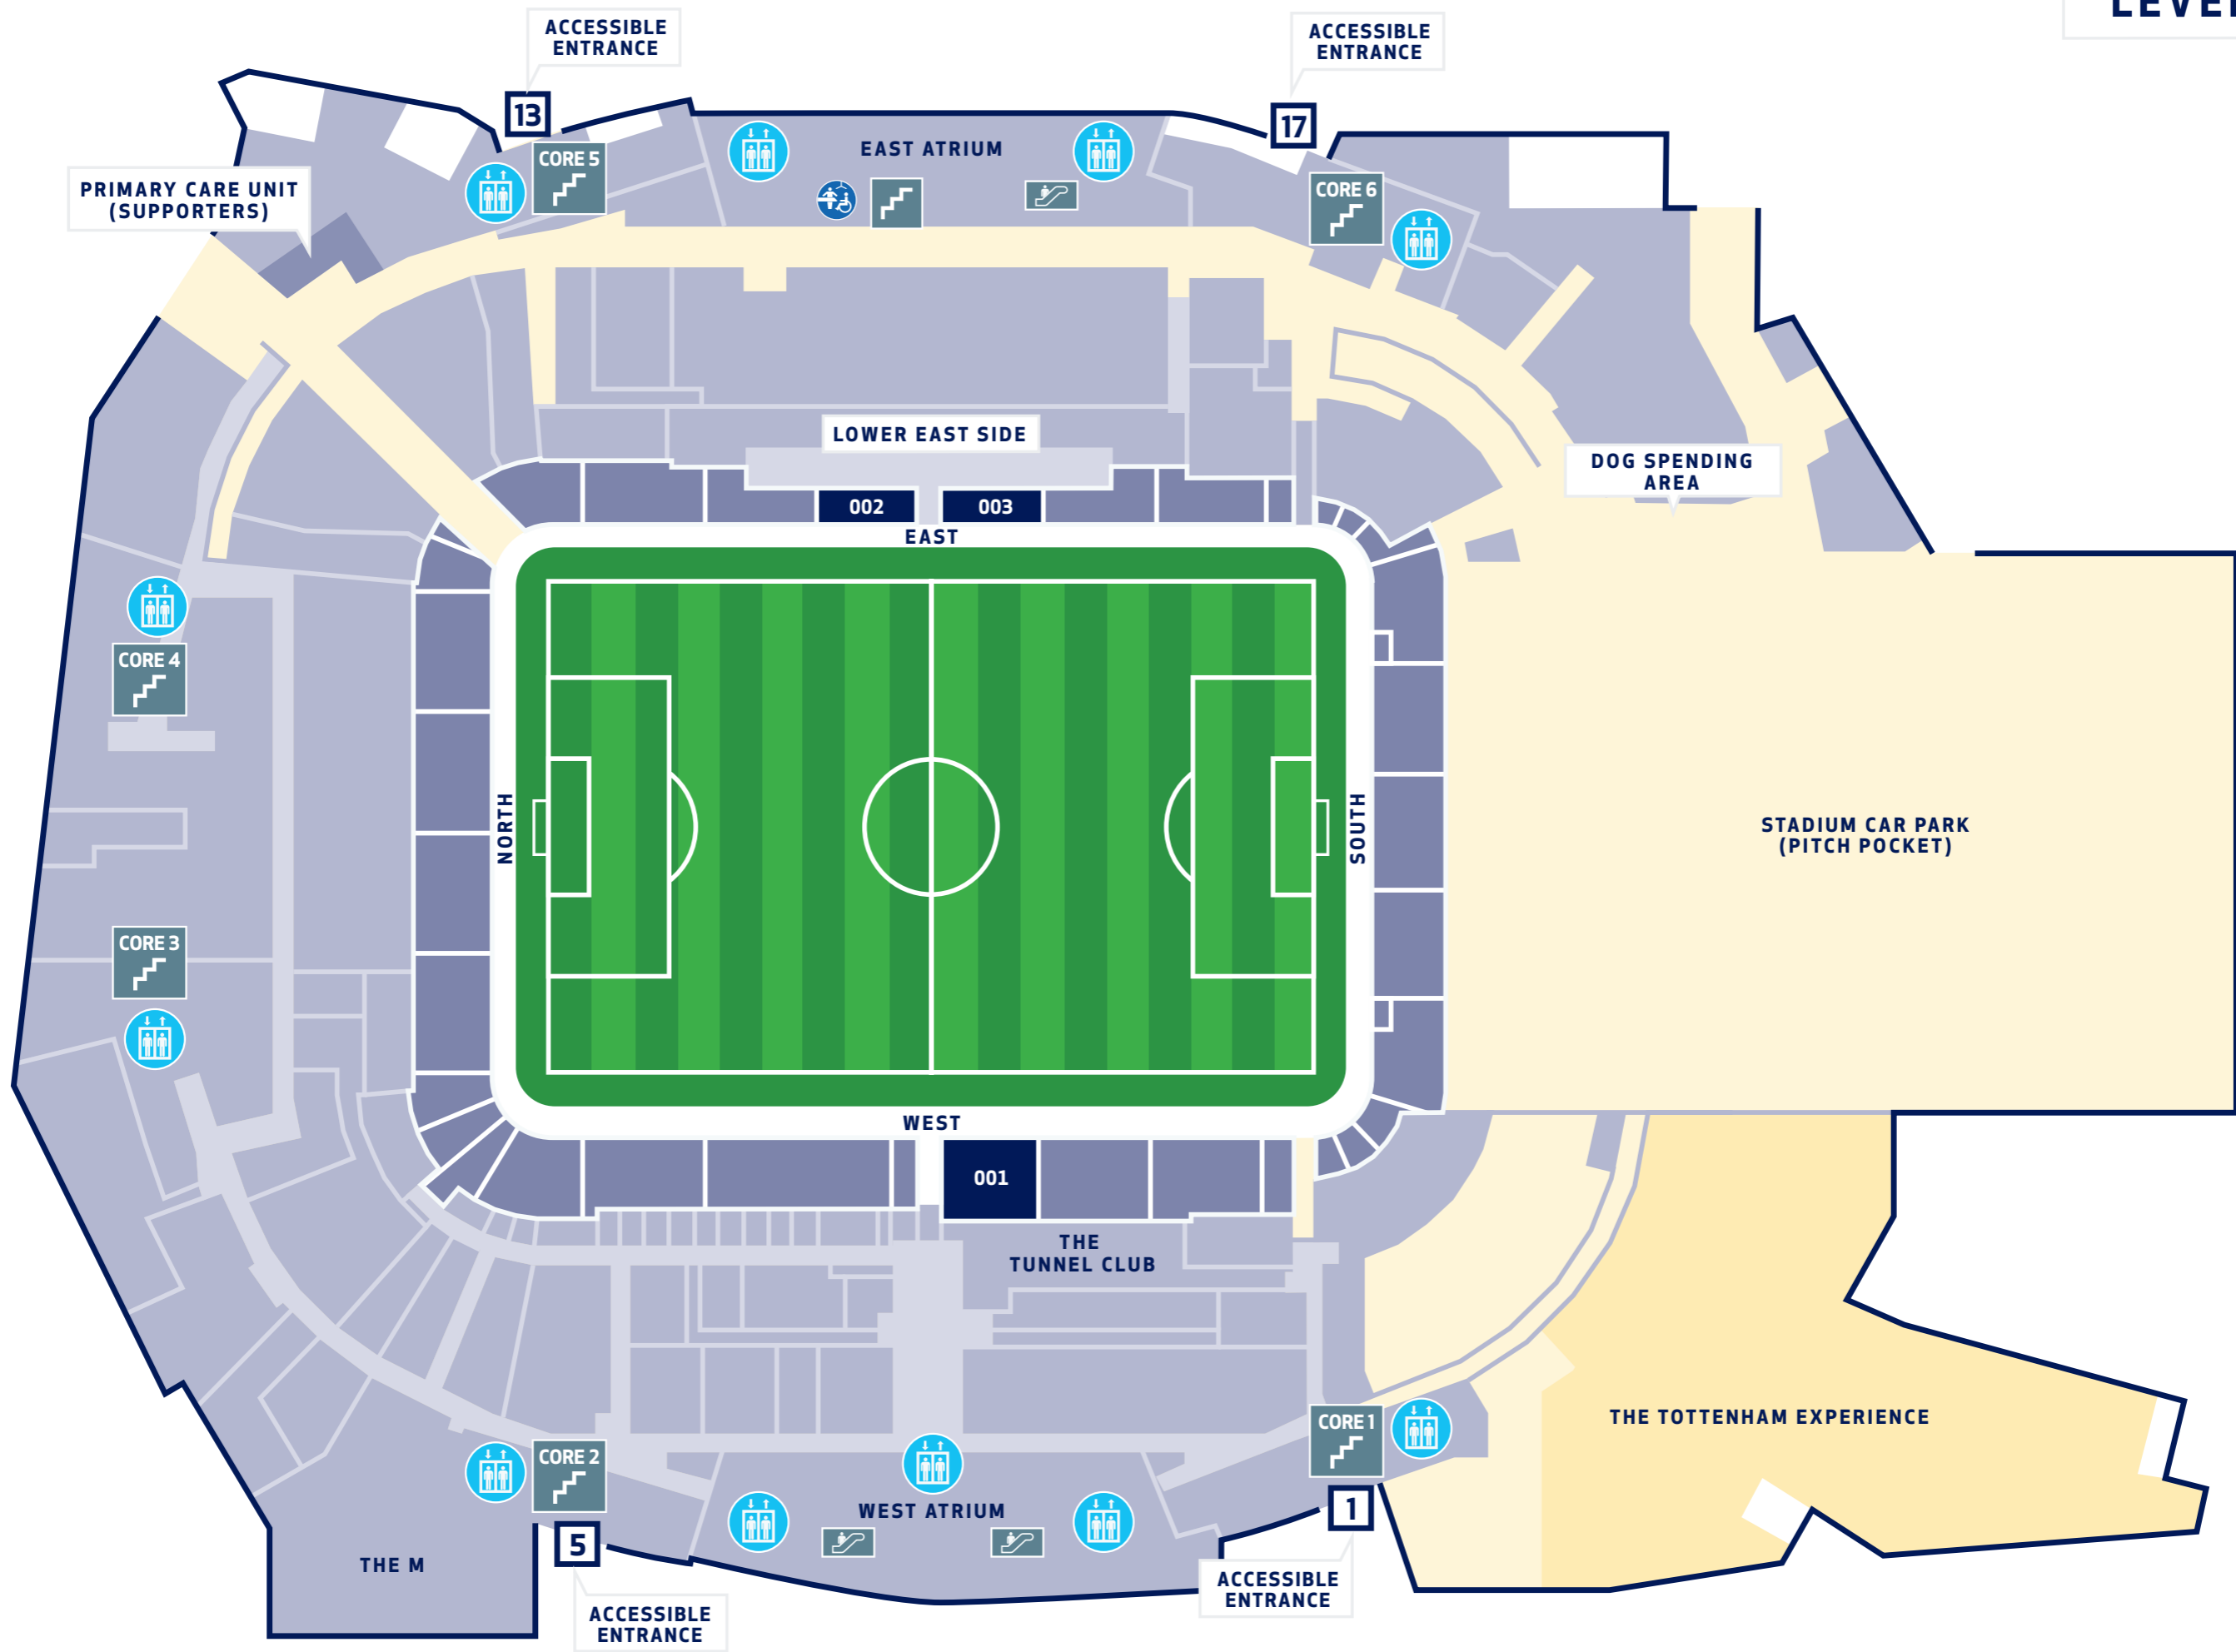 LEVEL
ACCESSIBLE
ENTRANCE
ACCESSIBLE
ENTRANCE
13
17
CORE 5
EAST ATRIUM
PRIMARY CARE UNIT
(SUPPORTERS)
CORE 6
LOWER EAST SIDE
DOG SPENDING
AREA
002
003
EAST
CORE 4
NORTH
SOUTH
STADIUM CAR PARK
(PITCH POCKET)
CORE 3
WEST
001
THE
TUNNEL CLUB
CORE 1
THE TOTTENHAM EXPERIENCE
CORE 2
WEST ATRIUM
1
5
THE M
ACCESSIBLE
ENTRANCE
ACCESSIBLE
ENTRANCE